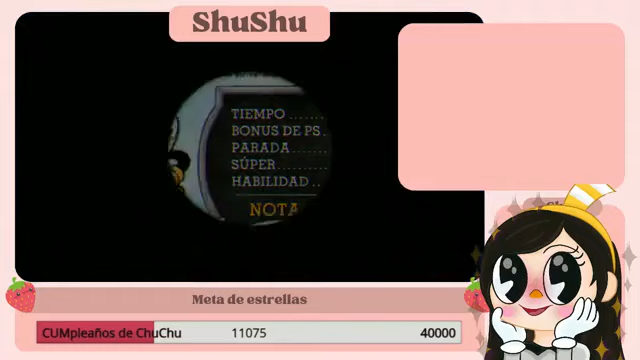 ShuShu
TIEMPO.......
BONUS DE PS.
PARADA.......
SÚPER..........
HABILIDAD..
NOTA
Meta de estrellas
CUMpleaños de ChuChu 11075 40000